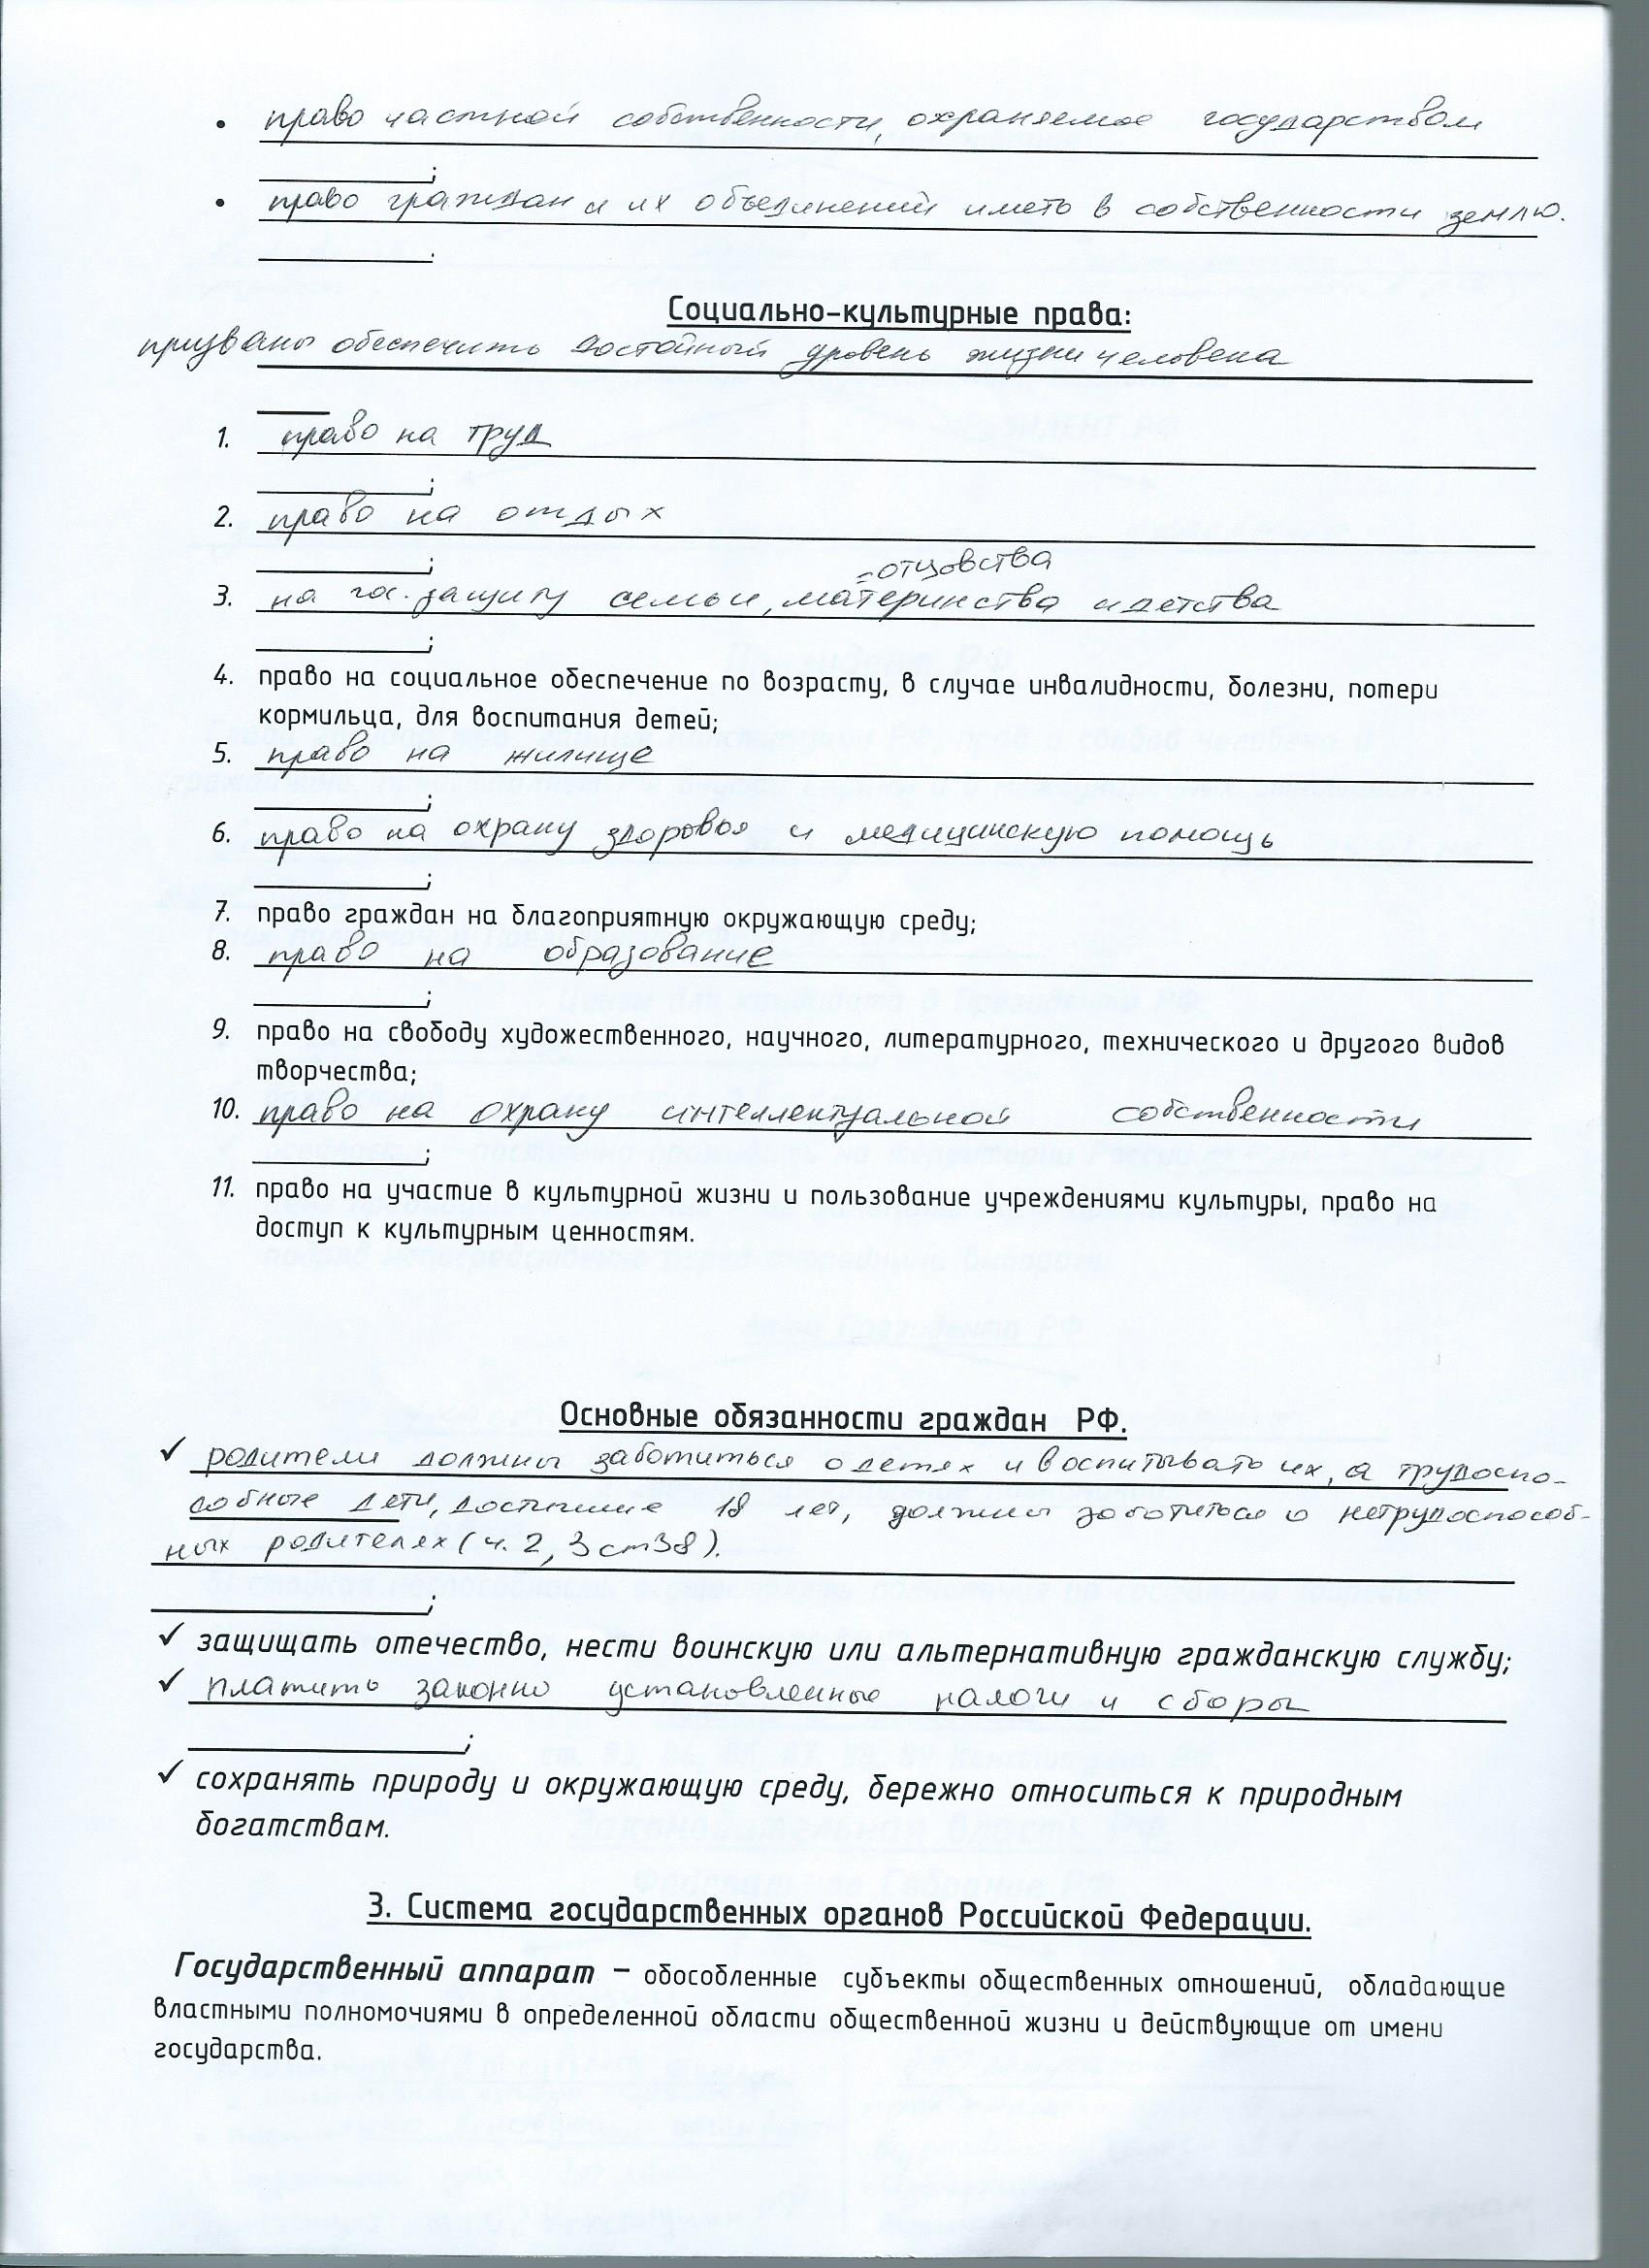 • право частной собственности, охраняемое государством
;
• право граждан и их объединений иметь в собственности землю.
.
Социально-культурные права:
призваны обеспечить достойный уровень жизни человека
1. право на труд
;
2. право на отдых
;
- отцовства
3. на гос. защиту семьи, материнства и детства
;
4. право на социальное обеспечение по возрасту, в случае инвалидности, болезни, потери
кормильца, для воспитания детей;
5. право на жилище
;
6. право на охрану здоровья и медицинскую помощь
;
7. право граждан на благоприятную окружающую среду;
8. право на образование
;
9. право на свободу художественного, научного, литературного, технического и другого видов
творчества;
10. право на охрану интеллектуальной собственности
;
11. право на участие в культурной жизни и пользование учреждениями культуры, право на
доступ к культурным ценностям.
Основные обязанности граждан РФ.
✓ родители должны заботиться о детях и воспитывать их, а трудоспо-
собные дети, достигшие 18 лет, должны заботиться о нетрудоспособ-
ных родителях (ч. 2, 3 ст 38).
;
✓ защищать отечество, нести воинскую или альтернативную гражданскую службу;
✓ платить законно установленные налоги и сборы
;
✓ сохранять природу и окружающую среду, бережно относиться к природным
богатствам.
3. Система государственных органов Российской Федерации.
Государственный аппарат – обособленные субъекты общественных отношений, обладающие
властными полномочиями в определенной области общественной жизни и действующие от имени
государства.